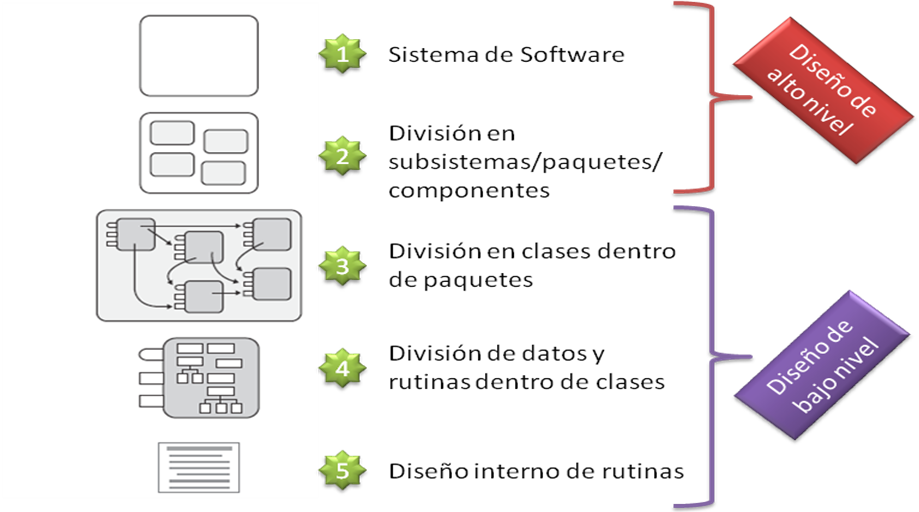 1
Sistema de Software
Diseño de
alto nivel
2
División en
subsistemas/paquetes/
componentes
3
División en clases dentro
de paquetes
4
División de datos y
rutinas dentro de clases
Diseño de
bajo nivel
5
Diseño interno de rutinas